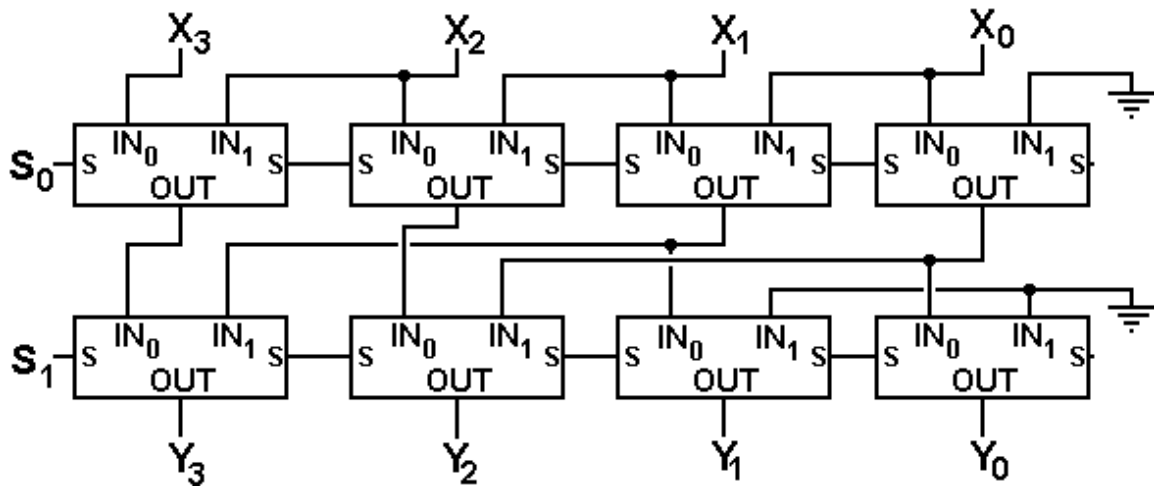 X3 X2 X1 X0
IN0 IN1 IN0 IN1 IN0 IN1 IN0 IN1
S0 S S S S S S S S
OUT OUT OUT OUT
IN0 IN1 IN0 IN1 IN0 IN1 IN0 IN1
S1 S S S S S S S S
OUT OUT OUT OUT
Y3 Y2 Y1 Y0